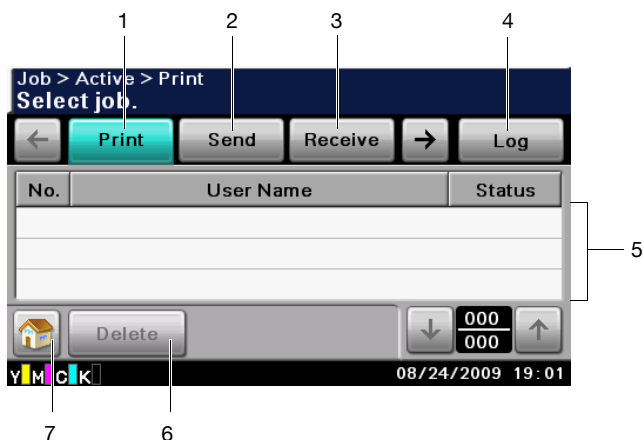 1 2 3 4
Job > Active > Print
Select job.
← Print Send Receive → Log
No. User Name Status
5
Delete ↓ 000 ↑
000
Y M C K 08/24/2009 19:01
7 6